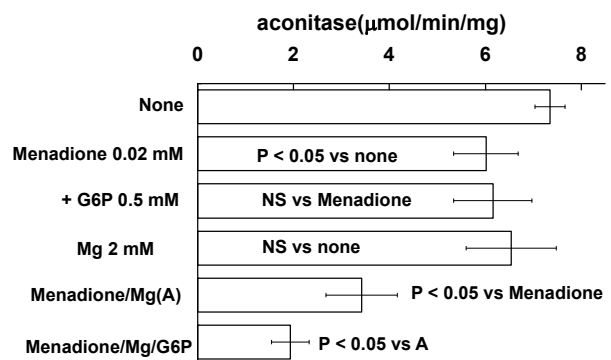 aconitase(μmol/min/mg)
0 2 4 6 8
None
Menadione 0.02 mM P < 0.05 vs none
+ G6P 0.5 mM NS vs Menadione
Mg 2 mM NS vs none
Menadione/Mg(A) P < 0.05 vs Menadione
Menadione/Mg/G6P P < 0.05 vs A